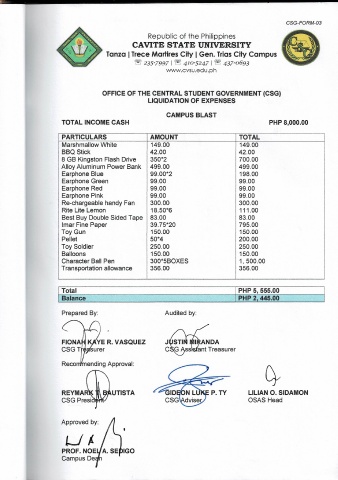 CSG-FORM-03
Republic of the Philippines
CAVITE STATE UNIVERSITY
Tanza | Trece Martires City | Gen. Trias City Campus
☏ 235-7997 | ☏ 410-5247 | ☏ 437-0693
www.cvsu.edu.ph
OFFICE OF THE CENTRAL STUDENT GOVERNMENT (CSG)
LIQUIDATION OF EXPENSES
CAMPUS BLAST
TOTAL INCOME CASH PHP 8,000.00
PARTICULARS AMOUNT TOTAL
Marshmallow White 149.00 149.00
BBQ Stick 42.00 42.00
8 GB Kingston Flash Drive 350*2 700.00
Alloy Aluminum Power Bank 499.00 499.00
Earphone Blue 99.00*2 198.00
Earphone Green 99.00 99.00
Earphone Red 99.00 99.00
Earphone Pink 99.00 99.00
Re-chargeable handy Fan 300.00 300.00
Rite Lite Lemon 18.50*6 111.00
Best Buy Double Sided Tape 83.00 83.00
Imar Fine Paper 39.75*20 795.00
Toy Gun 150.00 150.00
Pellet 50*4 200.00
Toy Soldier 250.00 250.00
Balloons 150.00 150.00
Character Ball Pen 300*5BOXES 1, 500.00
Transportation allowance 356.00 356.00
Total PHP 5, 555.00
Balance PHP 2, 445.00
Prepared By: Audited by:
FIONAH KAYE R. VASQUEZ JUSTIN MIRANDA
CSG Treasurer CSG Assistant Treasurer
Recommending Approval:
REYMARK T. BAUTISTA GIDEON LUKE P. TY LILIAN O. SIDAMON
CSG President CSG Adviser OSAS Head
Approved by:
PROF. NOEL A. SEDIGO
Campus Dean